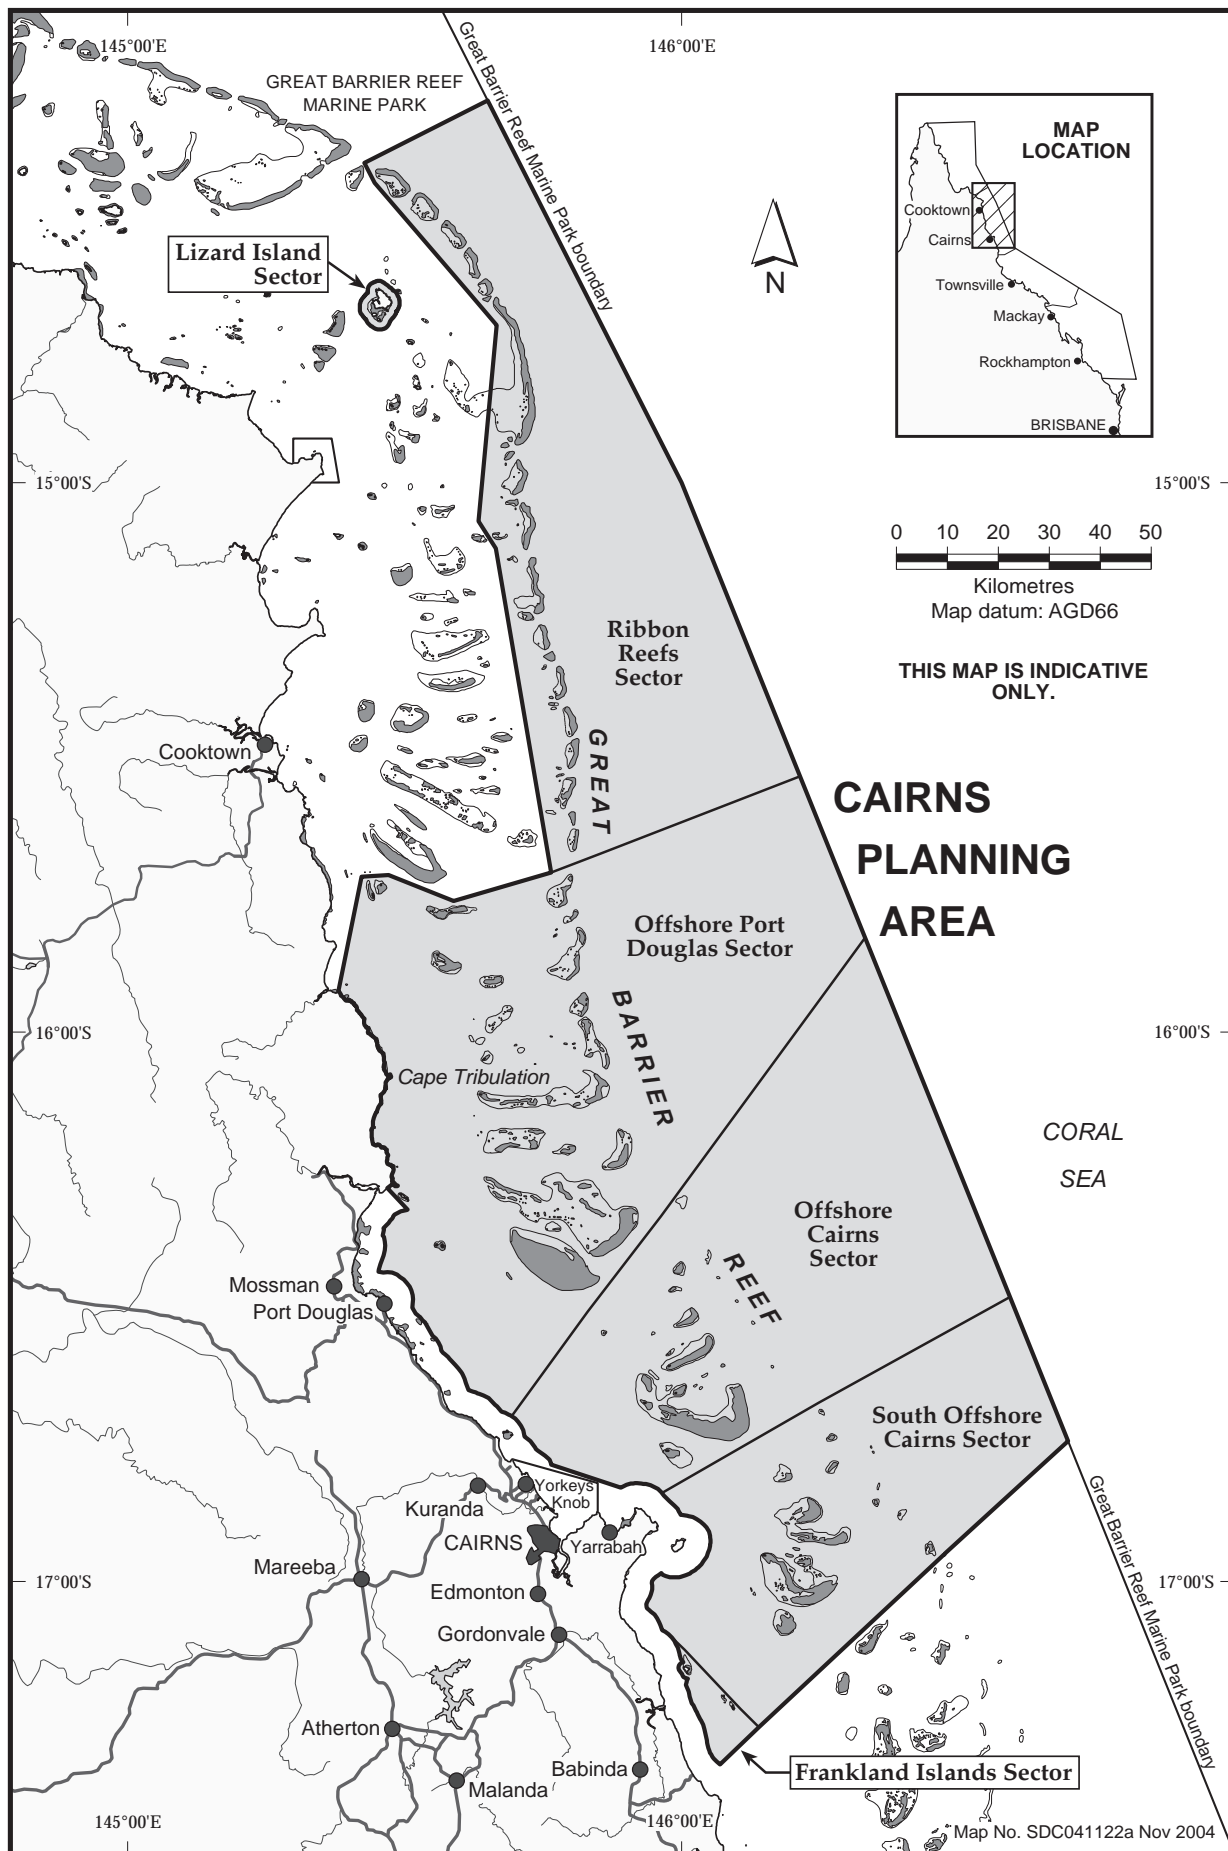 145°00'E
146°00'E
Great Barrier Reef Marine Park boundary
GREAT BARRIER REEF
MARINE PARK
MAP
LOCATION
Cooktown
Cairns
Townsville
Mackay
Rockhampton
BRISBANE
Lizard Island
Sector
N
15°00'S
15°00'S
0 10 20 30 40 50
Kilometres
Map datum: AGD66
Ribbon
Reefs
Sector
THIS MAP IS INDICATIVE
ONLY.
Cooktown
GREAT
CAIRNS
PLANNING
AREA
Offshore Port
Douglas Sector
BARRIER
16°00'S
16°00'S
Cape Tribulation
CORAL
SEA
Offshore
Cairns
Sector
REEF
Mossman
Port Douglas
South Offshore
Cairns Sector
Yorkeys
Knob
Kuranda
CAIRNS
Yarrabah
Mareeba
17°00'S
17°00'S
Edmonton
Gordonvale
Great Barrier Reef Marine Park boundary
Atherton
Babinda
Malanda
Frankland Islands Sector
145°00'E
146°00'E
Map No. SDC041122a Nov 2004